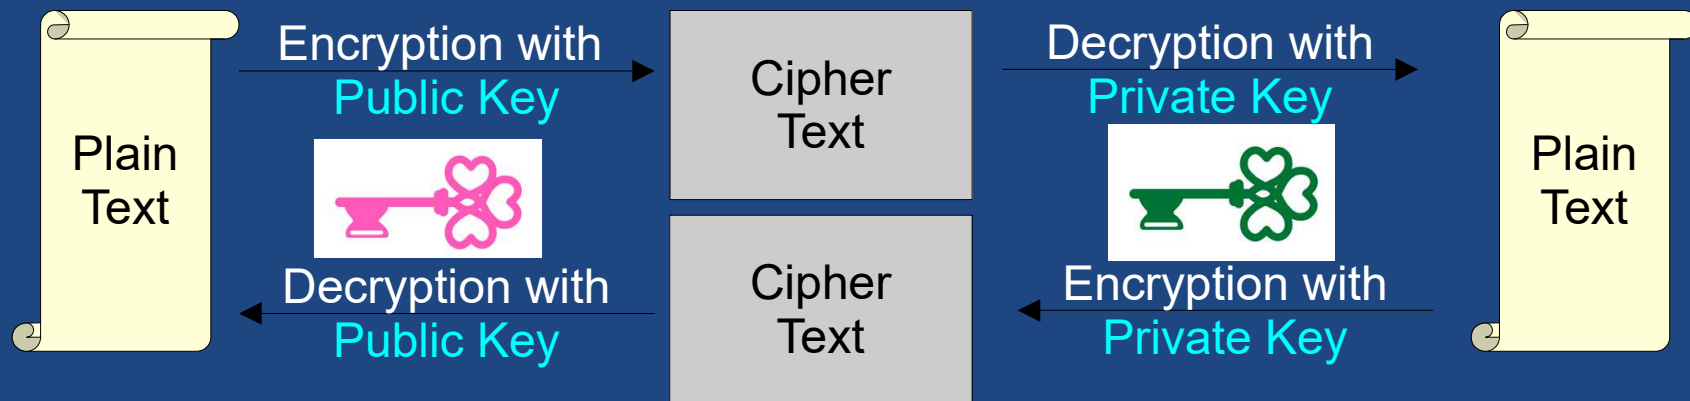 Plain
Text
Encryption with
Public Key
Cipher
Text
Decryption with
Private Key
Plain
Text
Decryption with
Public Key
Cipher
Text
Encryption with
Private Key